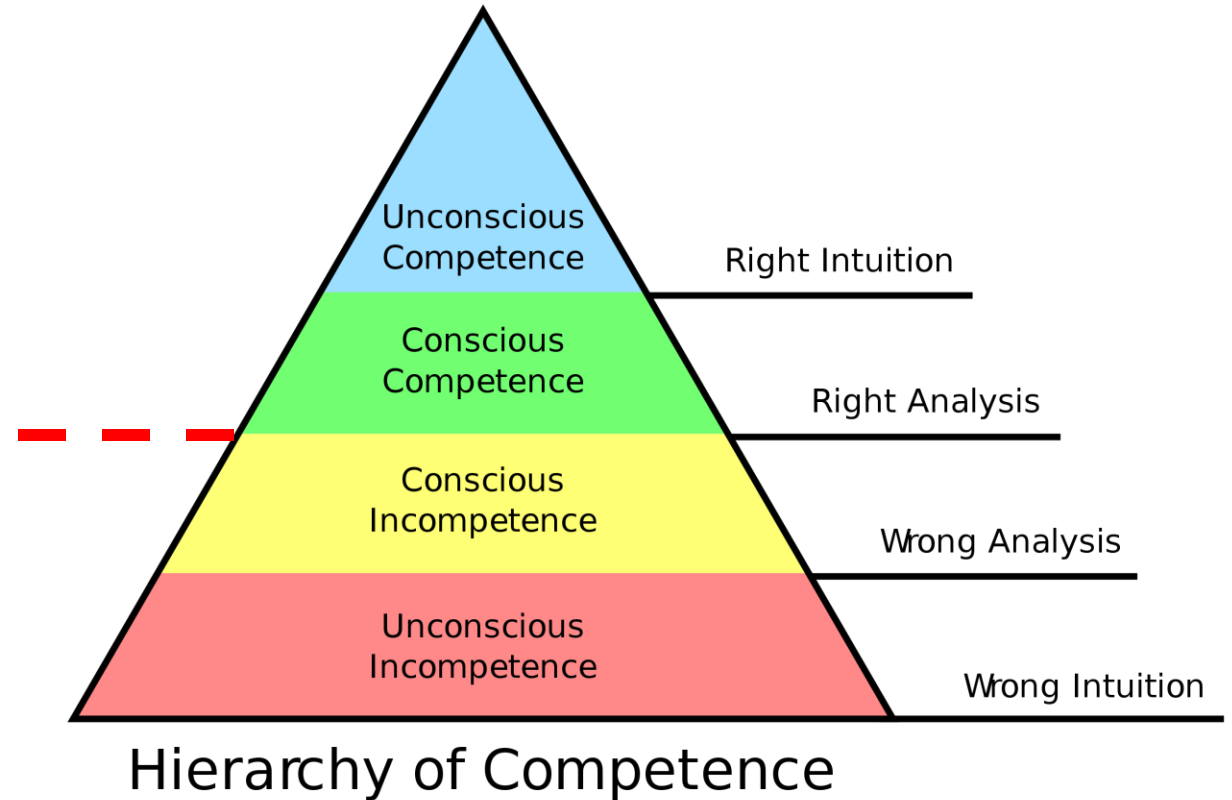 Unconscious
Competence
Right Intuition
Conscious
Competence
Right Analysis
Conscious
Incompetence
Wrong Analysis
Unconscious
Incompetence
Wrong Intuition
Hierarchy of Competence